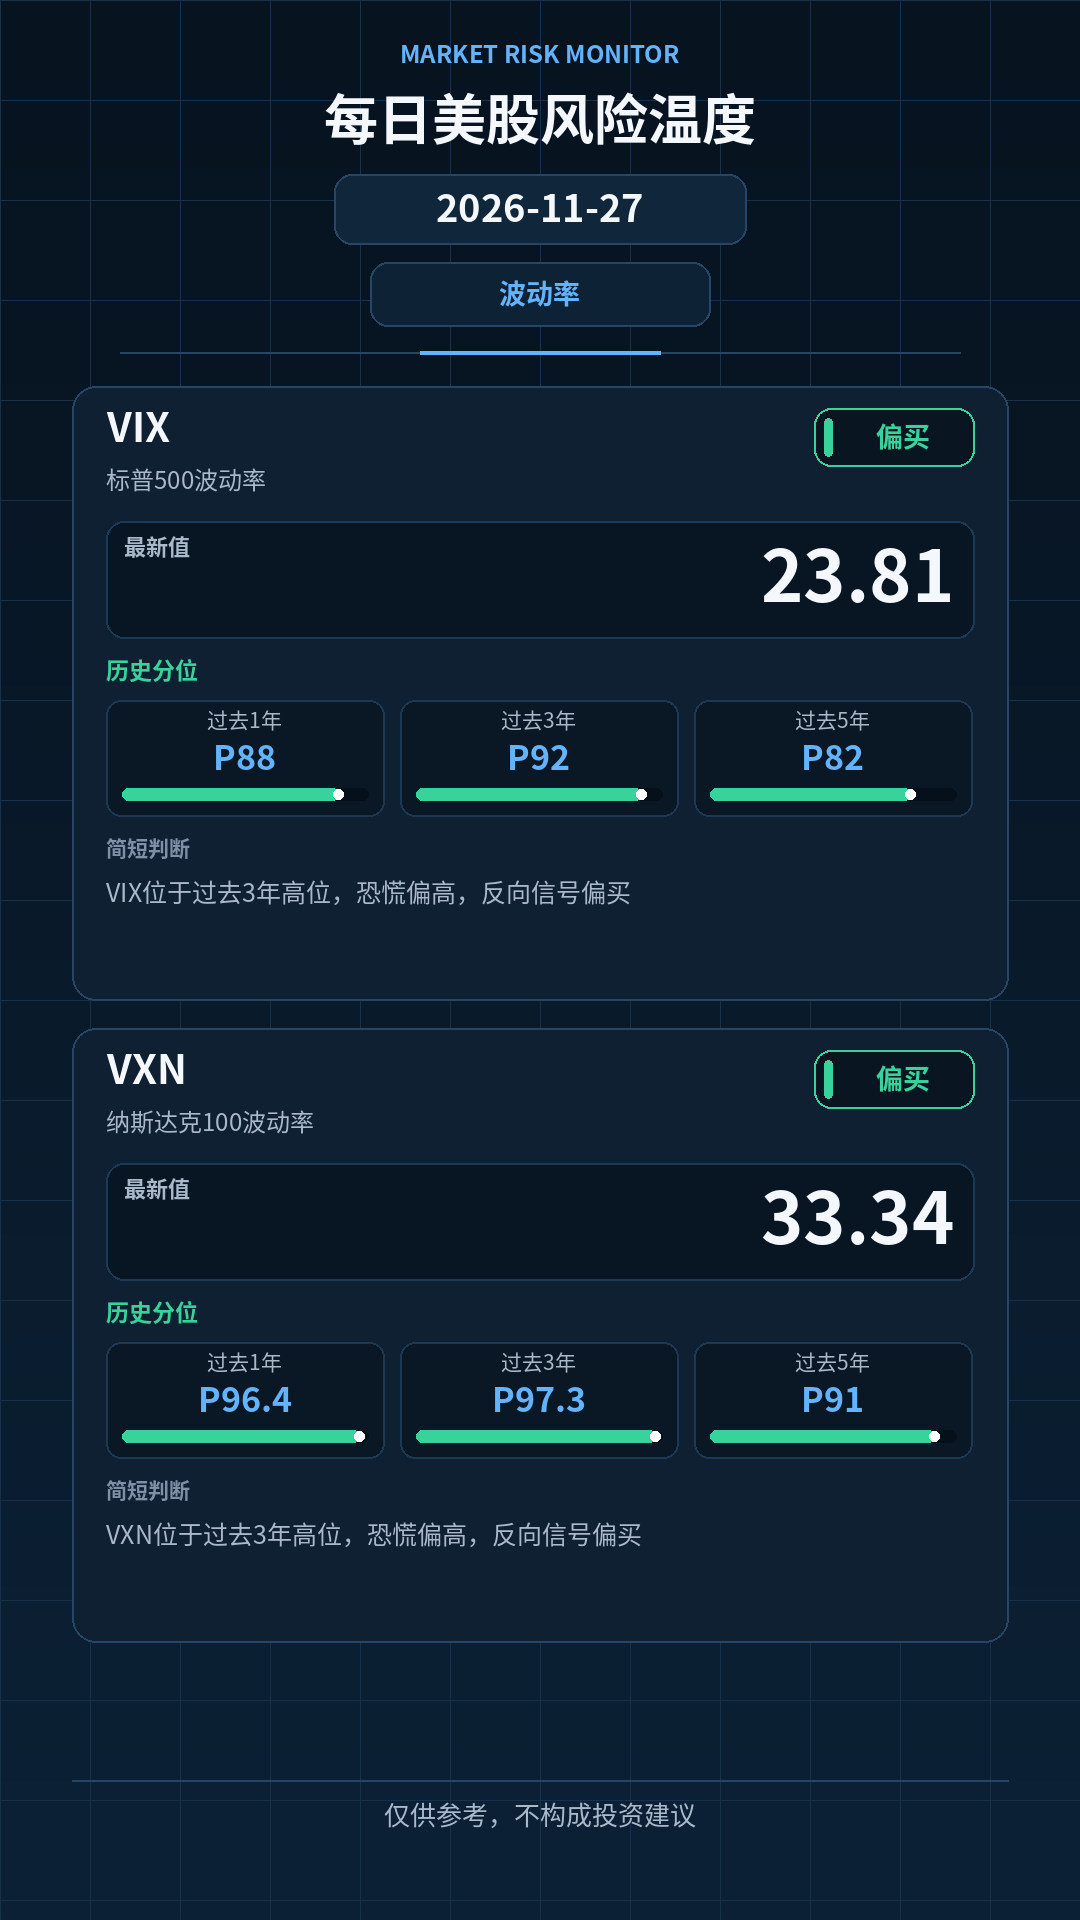 MARKET RISK MONITOR
每日美股风险温度
2026-11-27
波动率
VIX
偏买
标普500波动率
最新值
23.81
历史分位
过去1年
P88
过去3年
P92
过去5年
P82
简短判断
VIX位于过去3年高位，恐慌偏高，反向信号偏买
VXN
偏买
纳斯达克100波动率
最新值
33.34
历史分位
过去1年
P96.4
过去3年
P97.3
过去5年
P91
简短判断
VXN位于过去3年高位，恐慌偏高，反向信号偏买
仅供参考，不构成投资建议